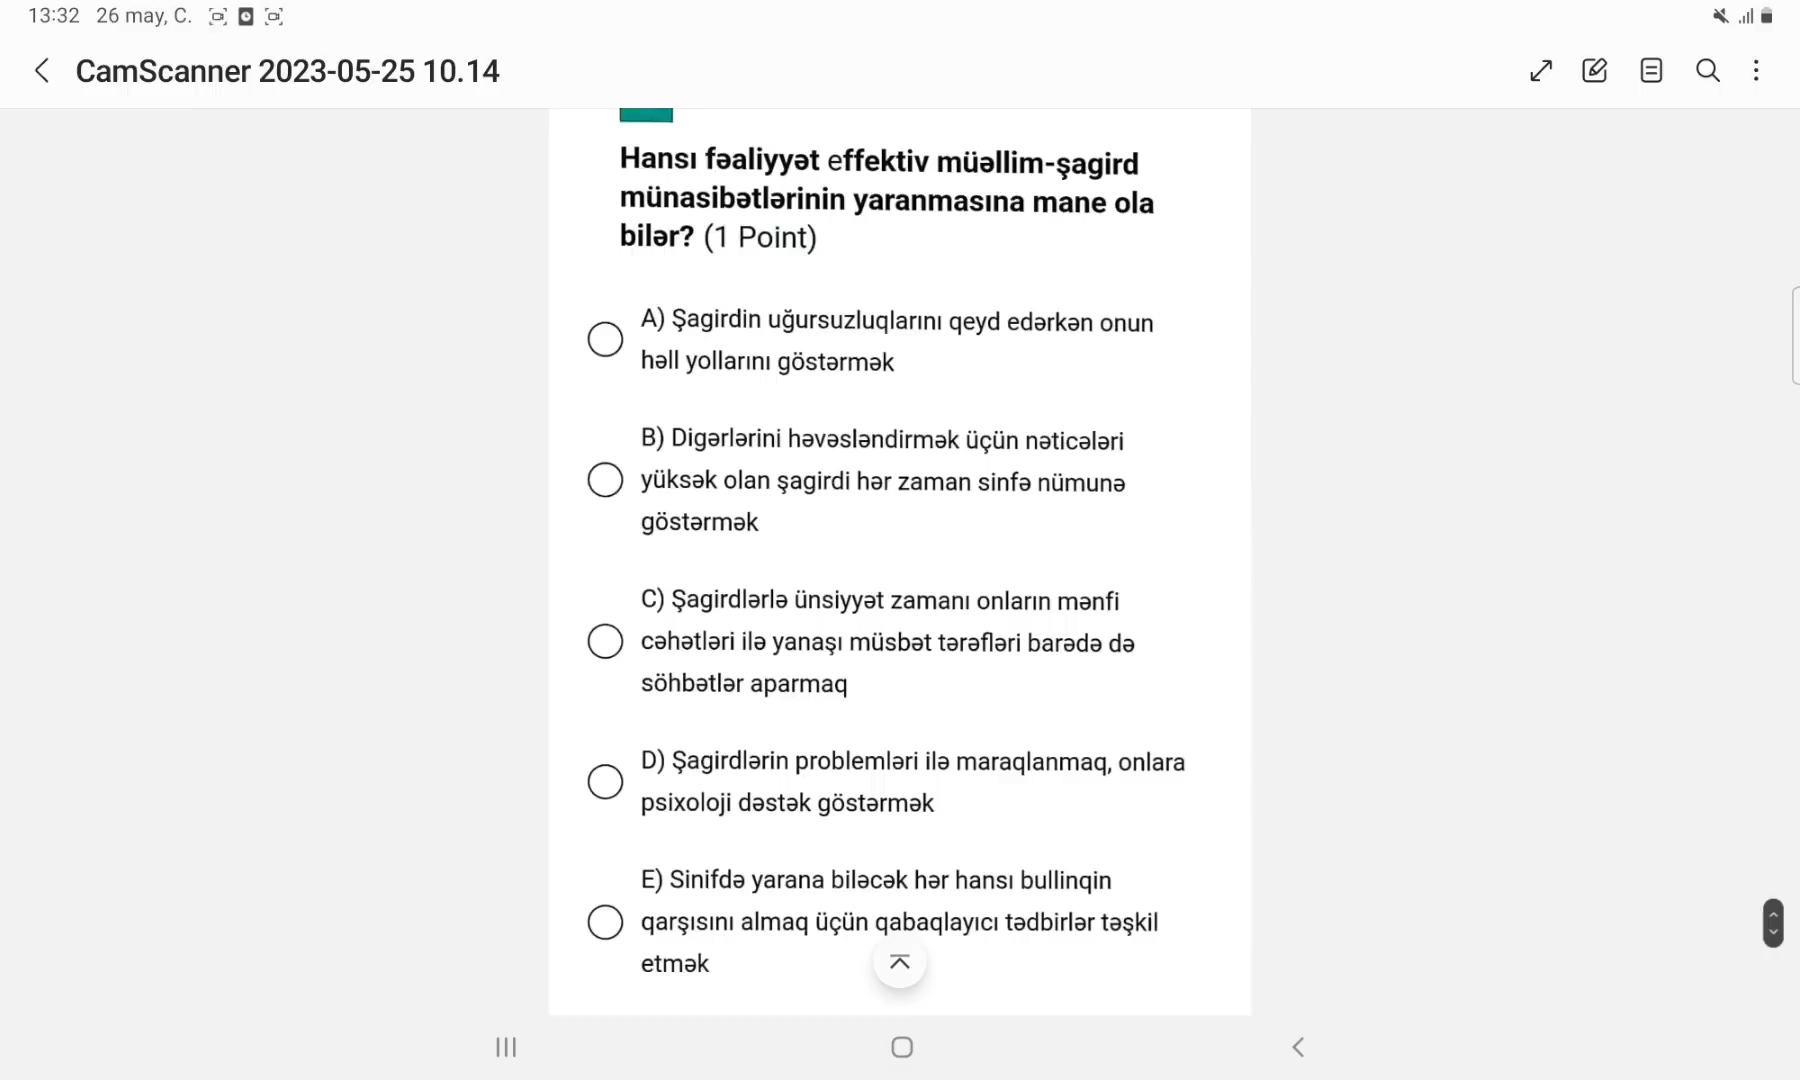 13:32 26 may, C.
CamScanner 2023-05-25 10.14
Hansı fəaliyyət effektiv müəllim-şagird
münasibətlərinin yaranmasına mane ola
bilər? (1 Point)
A) Şagirdin uğursuzluqlarını qeyd edərkən onun
həll yollarını göstərmək
B) Digərlərini həvəsləndirmək üçün nəticələri
yüksək olan şagirdi hər zaman sinfə nümunə
göstərmək
C) Şagirdlərlə ünsiyyət zamanı onların mənfi
cəhətləri ilə yanaşı müsbət tərəfləri barədə də
söhbətlər aparmaq
D) Şagirdlərin problemləri ilə maraqlanmaq, onlara
psixoloji dəstək göstərmək
E) Sinifdə yarana biləcək hər hansı bullinqin
qarşısını almaq üçün qabaqlayıcı tədbirlər təşkil
etmək